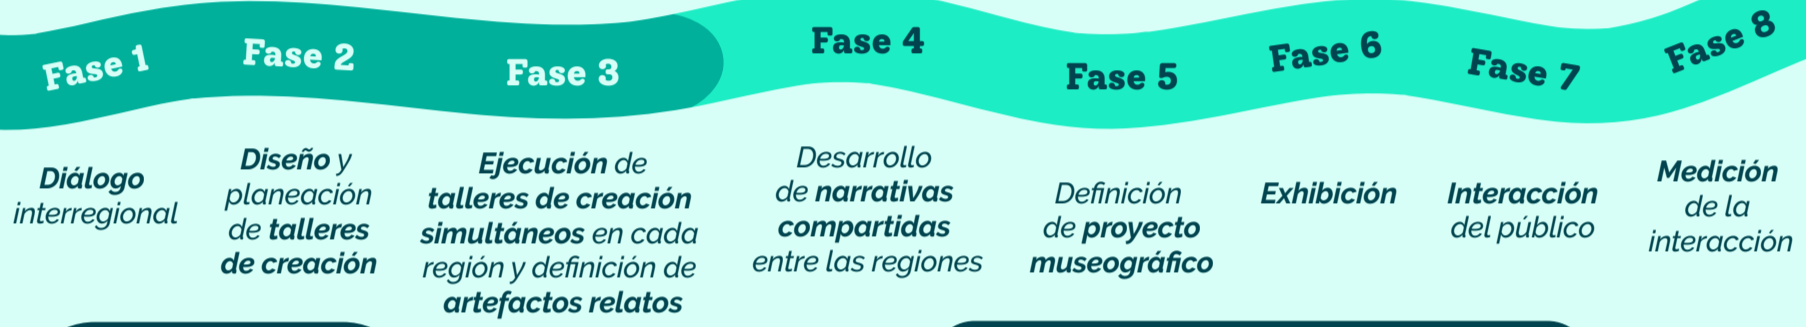 Fase 1
Diálogo
interregional
Fase 2
Diseño y
planeación
de talleres
de creación
Fase 3
Ejecución de
talleres de creación
simultáneos en cada
región y definición de
artefactos relatos
Fase 4
Desarrollo
de narrativas
compartidas
entre las regiones
Fase 5
Definición
de proyecto
museográfico
Fase 6
Exhibición
Fase 7
Interacción
del público
Fase 8
Medición
de la
interacción